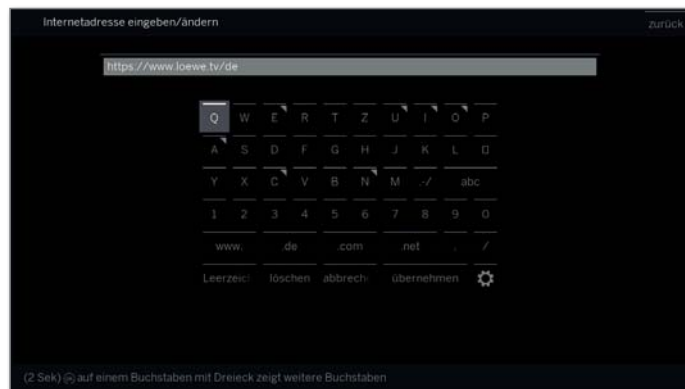 Internetadresse eingeben/ändern zurück
https://www.loewe.tv/de
Q W E R T Z U I O P
A S D F G H J K L
Y X C V B N M .-/ abc
1 2 3 4 5 6 7 8 9 0
www. .de .com .net . /
Leerzeic löschen abbreche übernehmen
(2 Sek) auf einem Buchstaben mit Dreieck zeigt weitere Buchstaben